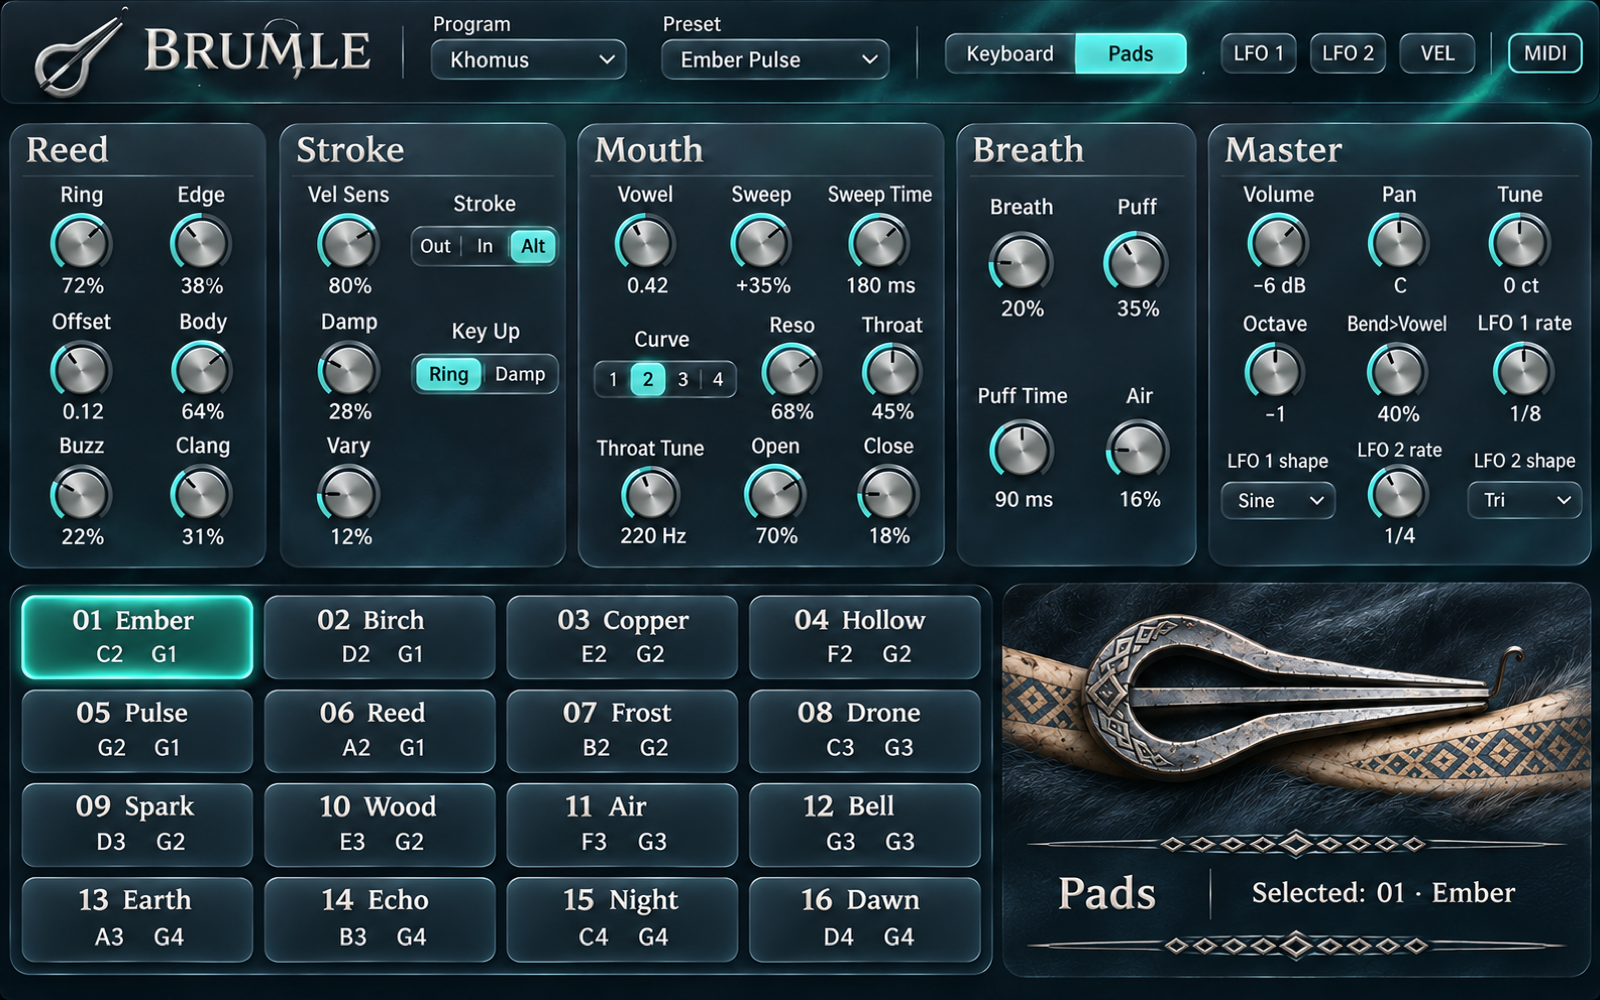 BRUMLE
Program
Khomus
Preset
Ember Pulse
Keyboard Pads
LFO 1
LFO 2
VEL
MIDI
Reed
Ring Edge
72% 38%
Offset Body
0.12 64%
Buzz Clang
22% 31%
Stroke
Vel Sens
80%
Stroke
Out In Alt
Damp
28%
Key Up
Ring Damp
Vary
12%
Mouth
Vowel Sweep Sweep Time
0.42 +35% 180 ms
Curve
1 2 3 4
Reso Throat
68% 45%
Throat Tune Open Close
220 Hz 70% 18%
Breath
Breath Puff
20% 35%
Puff Time Air
90 ms 16%
Master
Volume Pan Tune
−6 dB C 0 ct
Octave Bend>Vowel LFO 1 rate
−1 40% 1/8
LFO 1 shape LFO 2 rate LFO 2 shape
Sine 1/4 Tri
01 Ember
C2 G1
02 Birch
D2 G1
03 Copper
E2 G2
04 Hollow
F2 G2
05 Pulse
G2 G1
06 Reed
A2 G1
07 Frost
B2 G2
08 Drone
C3 G3
09 Spark
D3 G2
10 Wood
E3 G2
11 Air
F3 G3
12 Bell
G3 G3
13 Earth
A3 G4
14 Echo
B3 G4
15 Night
C4 G4
16 Dawn
D4 G4
Pads
Selected: 01 · Ember